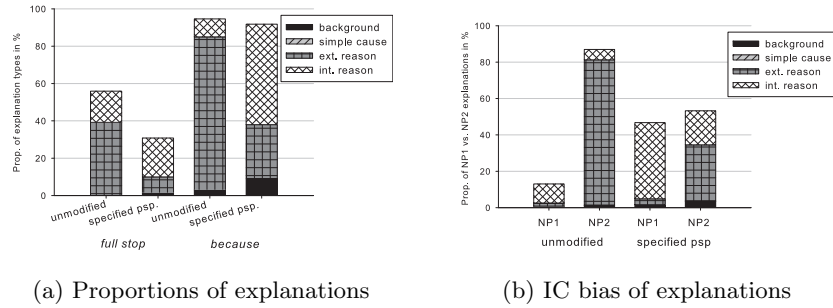 Prop. of explanation types in %
100
80
60
40
20
0
background
simple cause
ext. reason
int. reason
unmodified
specified psp.
unmodified
specified psp.
full stop
because
(a) Proportions of explanations
Prop. of NP1 vs. NP2 explanations in %
100
80
60
40
20
0
background
simple cause
ext. reason
int. reason
NP1 NP2 NP1 NP2
unmodified specified psp
(b) IC bias of explanations